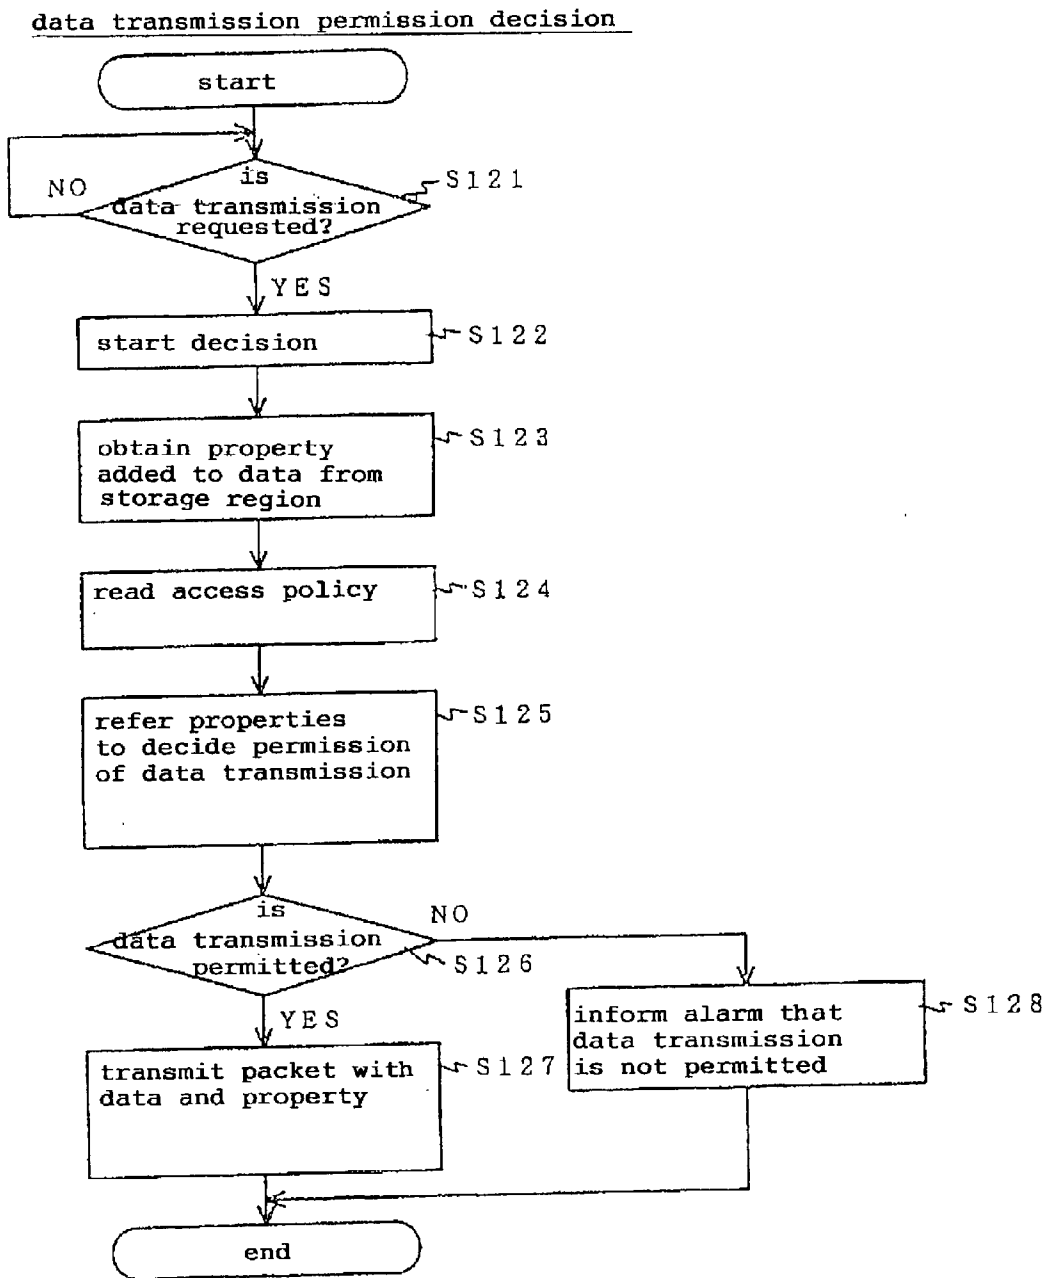 data transmission permission decision
start
NO
is
data transmission
requested?
S121
YES
start decision
S122
obtain property
added to data from
storage region
S123
read access policy
S124
refer properties
to decide permission
of data transmission
S125
is
data transmission
permitted?
NO
S126
YES
inform alarm that
data transmission
is not permitted
S128
transmit packet with
data and property
S127
end